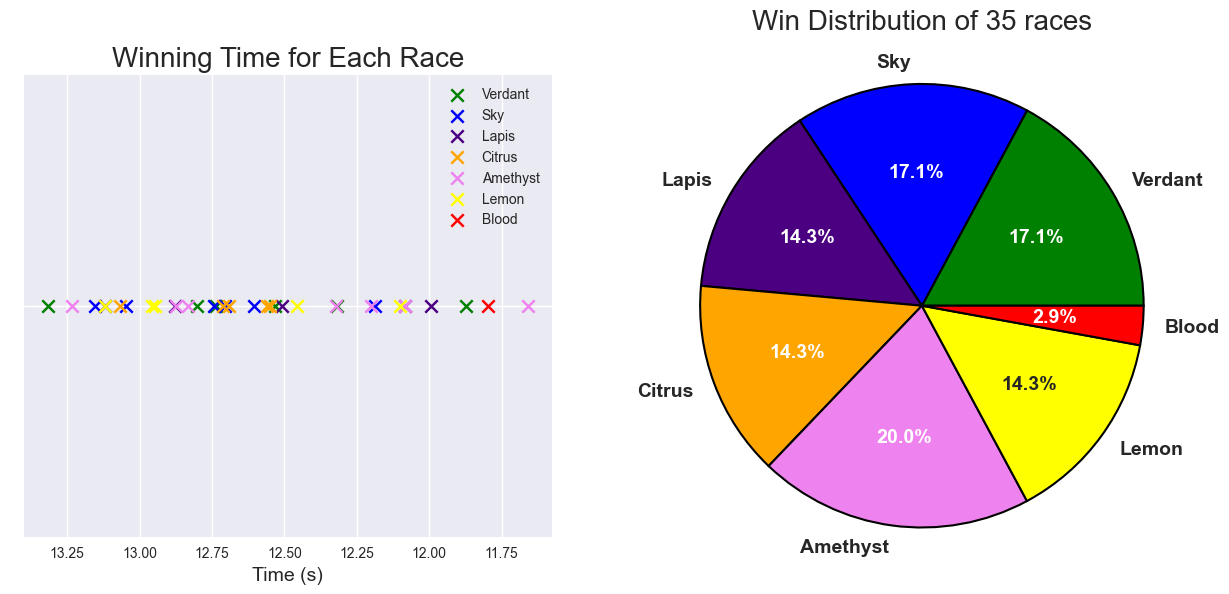 Winning Time for Each Race
Verdant
Sky
Lapis
Citrus
Amethyst
Lemon
Blood
13.25
13.00
12.75
12.50
12.25
12.00
11.75
Time (s)
Win Distribution of 35 races
Sky
Verdant
Lapis
Citrus
Amethyst
Lemon
Blood
17.1%
17.1%
14.3%
14.3%
20.0%
14.3%
2.9%